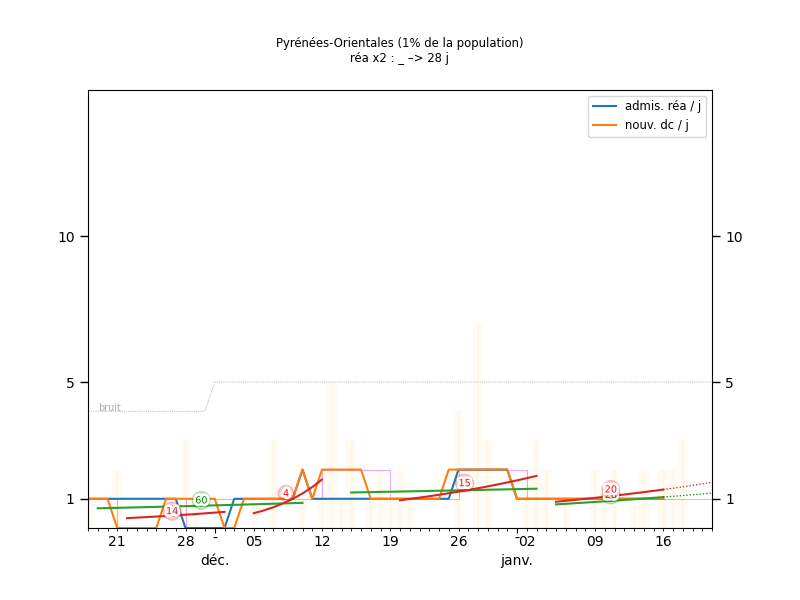 Pyrénées-Orientales (1% de la population)
réa x2 : _ –> 28 j
admis. réa / j
nouv. dc / j
10 10
5 5
bruit
1 1
14 60 4 15 20
21 28 - 05 12 19 26 02 09 16
déc. janv.